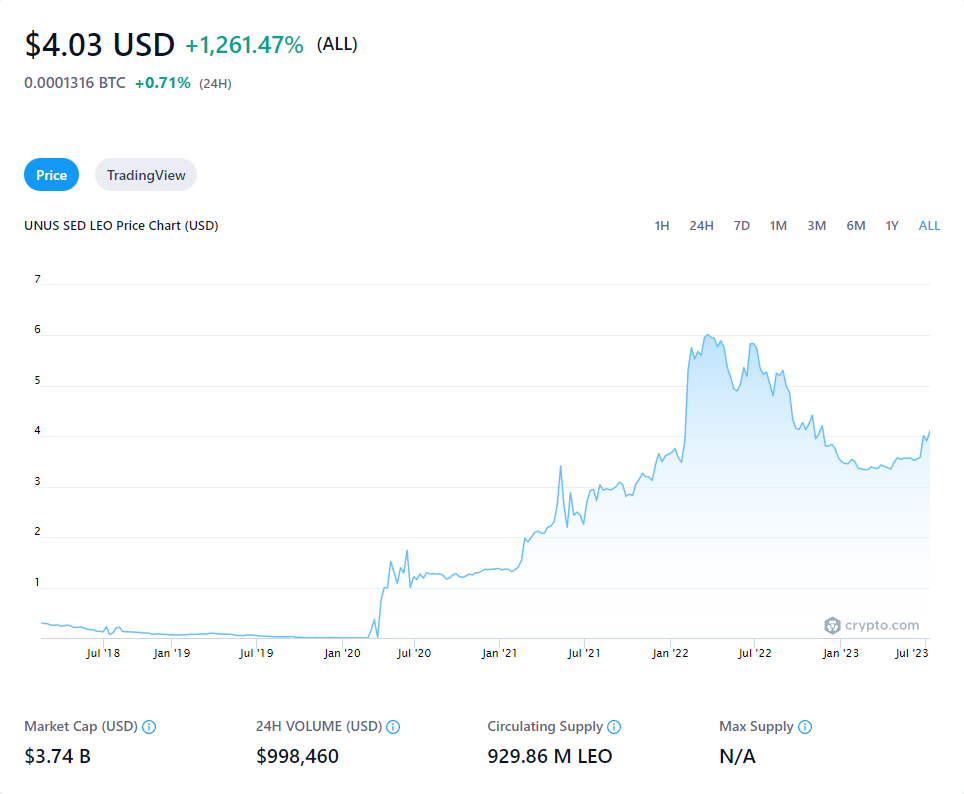 $4.03 USD +1,261.47% (ALL)
0.0001316 BTC +0.71% (24H)
Price TradingView
UNUS SED LEO Price Chart (USD) 1H 24H 7D 1M 3M 6M 1Y ALL
7
6
5
4
3
2
1
crypto.com
Jul '18 Jan '19 Jul '19 Jan '20 Jul '20 Jan '21 Jul '21 Jan '22 Jul '22 Jan '23 Jul '23
Market Cap (USD) 24H VOLUME (USD) Circulating Supply Max Supply
$3.74 B $998,460 929.86 M LEO N/A